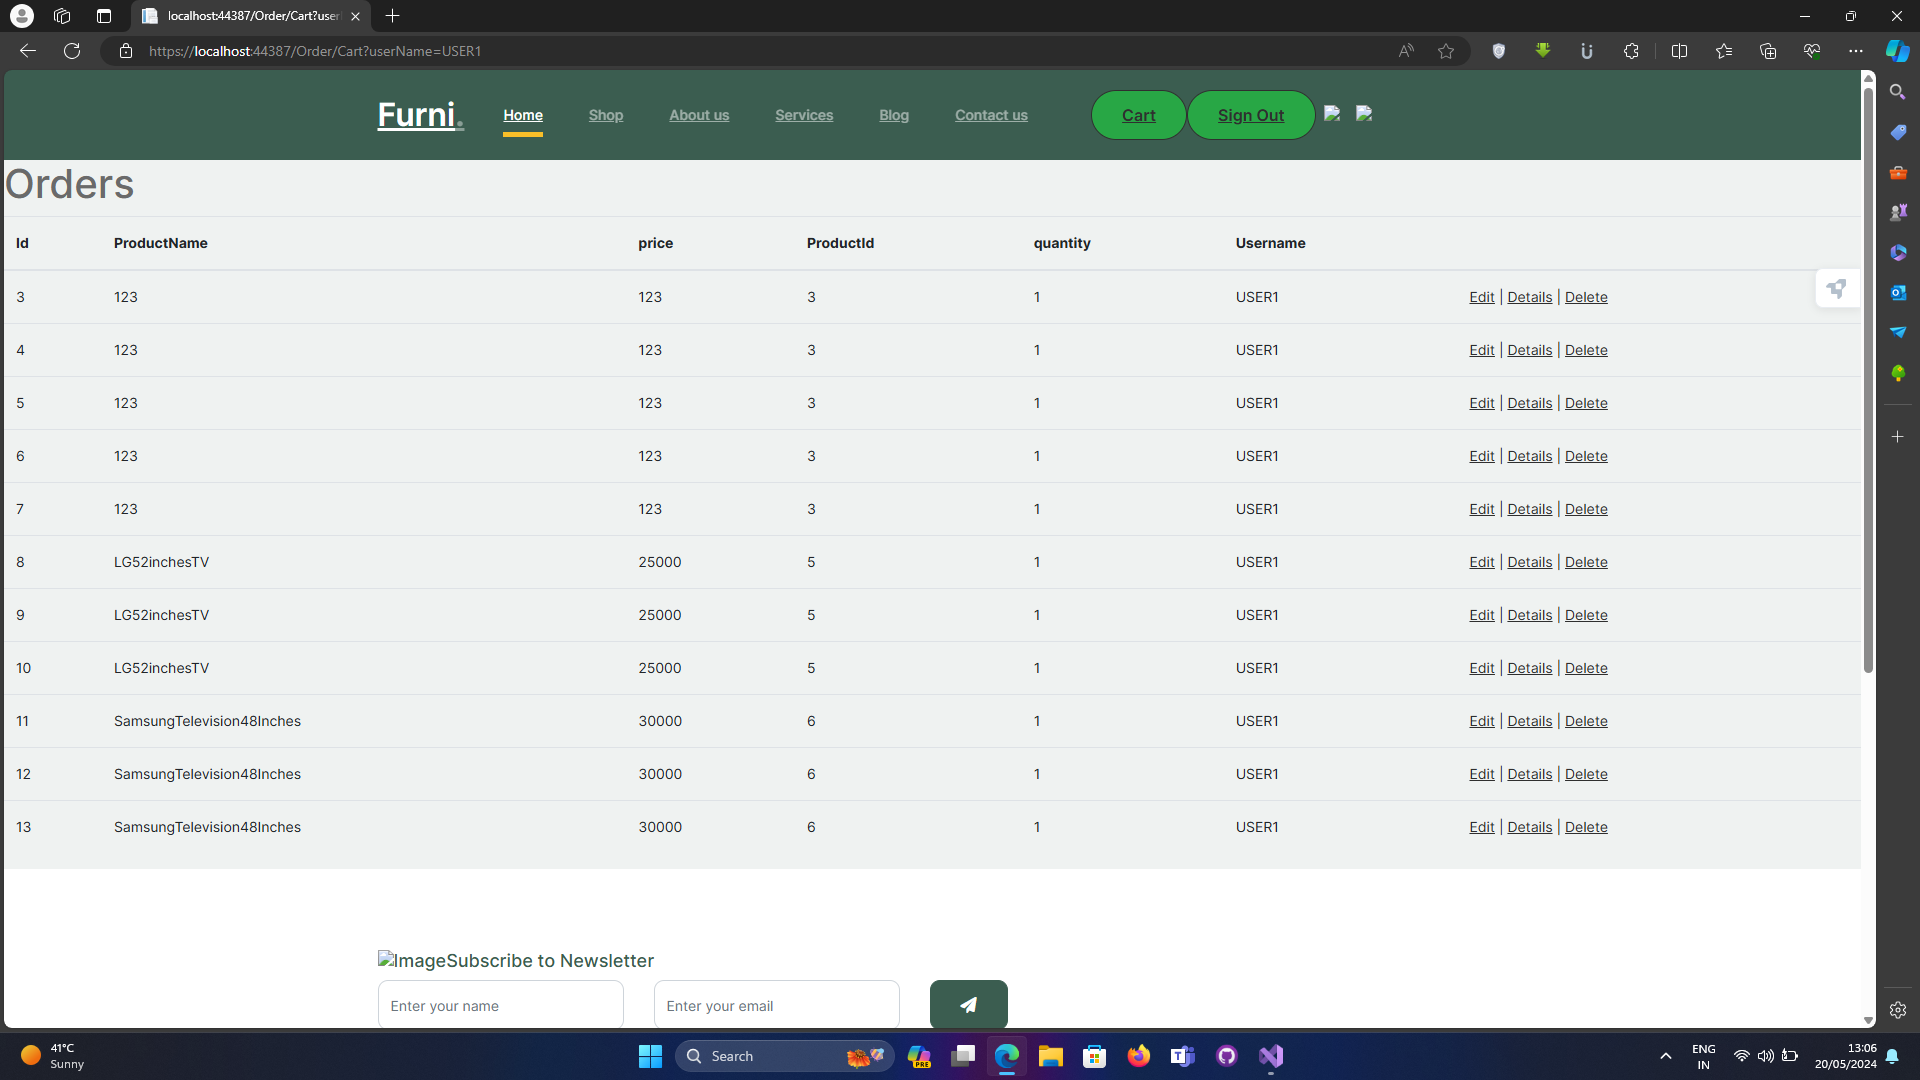 localhost:44387/Order/Cart?user
https://localhost:44387/Order/Cart?userName=USER1
Furni. Home Shop About us Services Blog Contact us Cart Sign Out
Orders
Id ProductName price ProductId quantity Username
3 123 123 3 1 USER1 Edit | Details | Delete
4 123 123 3 1 USER1 Edit | Details | Delete
5 123 123 3 1 USER1 Edit | Details | Delete
6 123 123 3 1 USER1 Edit | Details | Delete
7 123 123 3 1 USER1 Edit | Details | Delete
8 LG52inchesTV 25000 5 1 USER1 Edit | Details | Delete
9 LG52inchesTV 25000 5 1 USER1 Edit | Details | Delete
10 LG52inchesTV 25000 5 1 USER1 Edit | Details | Delete
11 SamsungTelevision48Inches 30000 6 1 USER1 Edit | Details | Delete
12 SamsungTelevision48Inches 30000 6 1 USER1 Edit | Details | Delete
13 SamsungTelevision48Inches 30000 6 1 USER1 Edit | Details | Delete
ImageSubscribe to Newsletter
Enter your name Enter your email
41°C
Sunny
Search
PRE
ENG
IN
13:06
20/05/2024